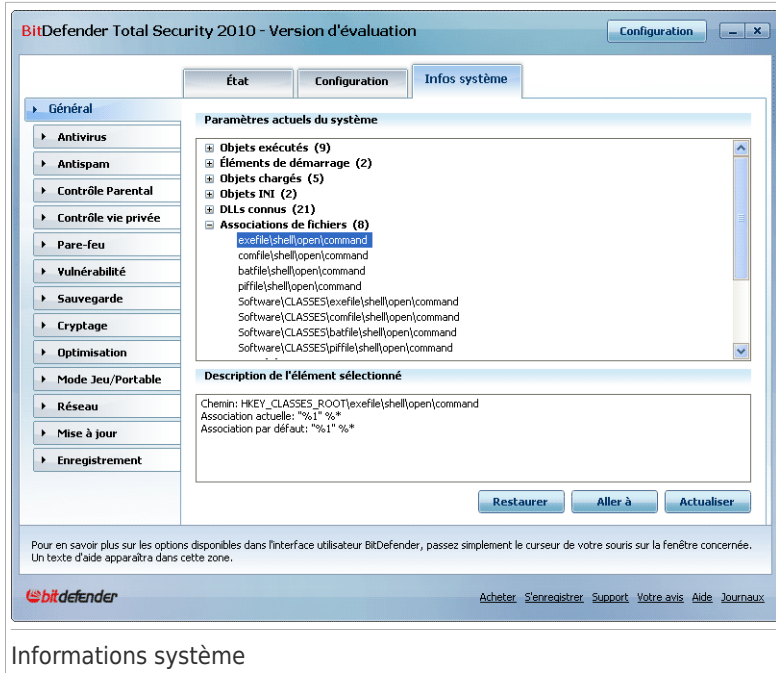 BitDefender Total Security 2010 - Version d'évaluation
Configuration
État
Configuration
Infos système
Général
Antivirus
Antispam
Contrôle Parental
Contrôle vie privée
Pare-feu
Vulnérabilité
Sauvegarde
Cryptage
Optimisation
Mode Jeu/Portable
Réseau
Mise à jour
Enregistrement
Paramètres actuels du système
Objets exécutés (9)
Éléments de démarrage (2)
Objets chargés (5)
Objets INI (2)
DLLs connus (21)
Associations de fichiers (8)
exefile\shell\open\command
comfile\shell\open\command
batfile\shell\open\command
piffile\shell\open\command
Software\CLASSES\exefile\shell\open\command
Software\CLASSES\comfile\shell\open\command
Software\CLASSES\batfile\shell\open\command
Software\CLASSES\piffile\shell\open\command
Description de l'élément sélectionné
Chemin: HKEY_CLASSES_ROOT\exefile\shell\open\command
Association actuelle: "%1" %*
Association par défaut: "%1" %*
Restaurer
Aller à
Actualiser
Pour en savoir plus sur les options disponibles dans l'interface utilisateur BitDefender, passez simplement le curseur de votre souris sur la fenêtre concernée.
Un texte d'aide apparaîtra dans cette zone.
bitdefender
Acheter S'enregistrer Support Votre avis Aide Journaux
Informations système